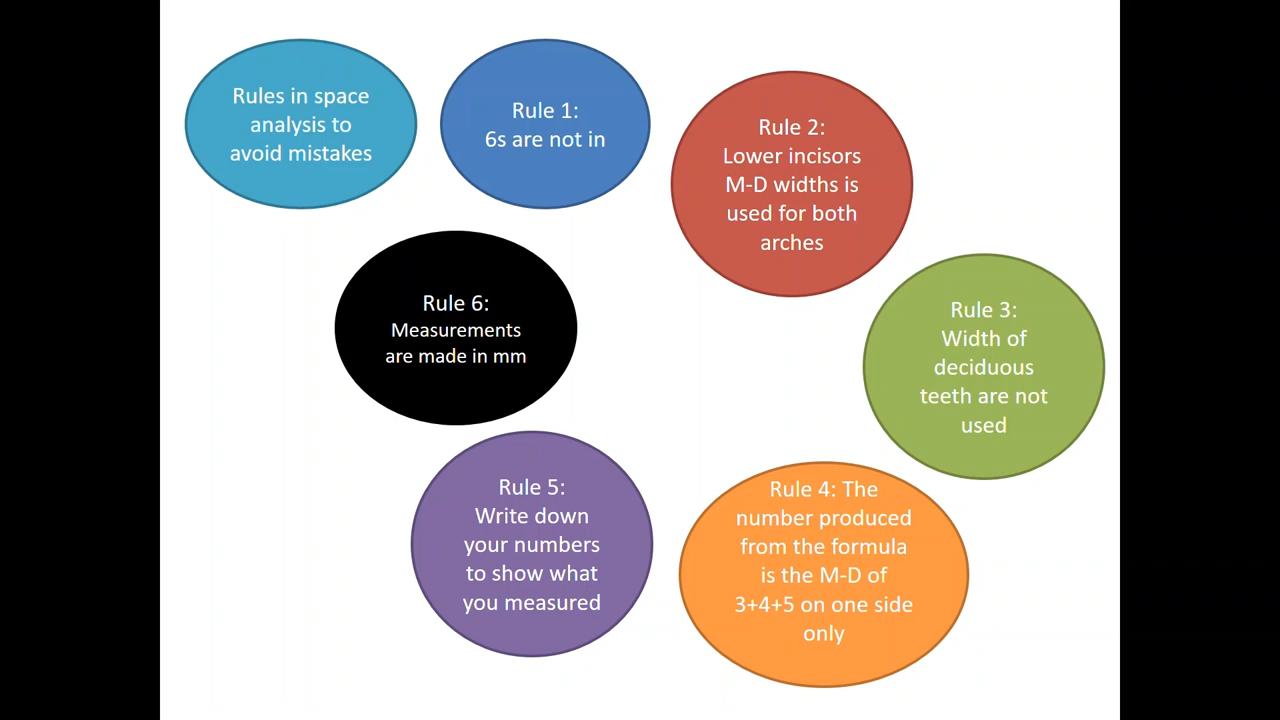 Rules in space
analysis to
avoid mistakes
Rule 1:
6s are not in
Rule 2:
Lower incisors
M-D widths is
used for both
arches
Rule 3:
Width of
deciduous
teeth are not
used
Rule 4: The
number produced
from the formula
is the M-D of
3+4+5 on one side
only
Rule 5:
Write down
your numbers
to show what
you measured
Rule 6:
Measurements
are made in mm